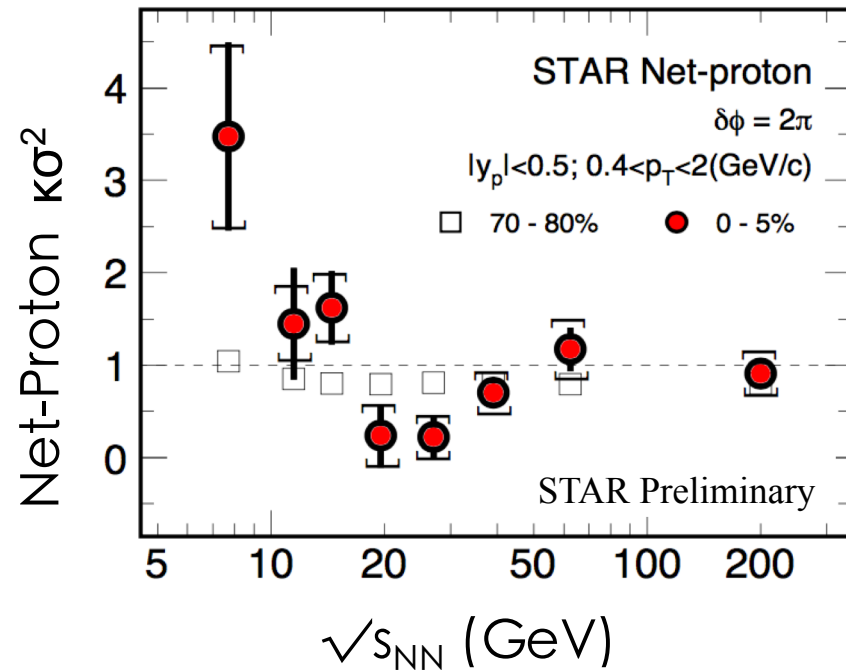 STAR Net-proton
δϕ = 2π
|y_p|<0.5; 0.4<p_T<2(GeV/c)
70 - 80% 0 - 5%
4
3
2
1
0
Net-Proton κσ²
STAR Preliminary
5 10 20 50 100 200
√s_NN (GeV)